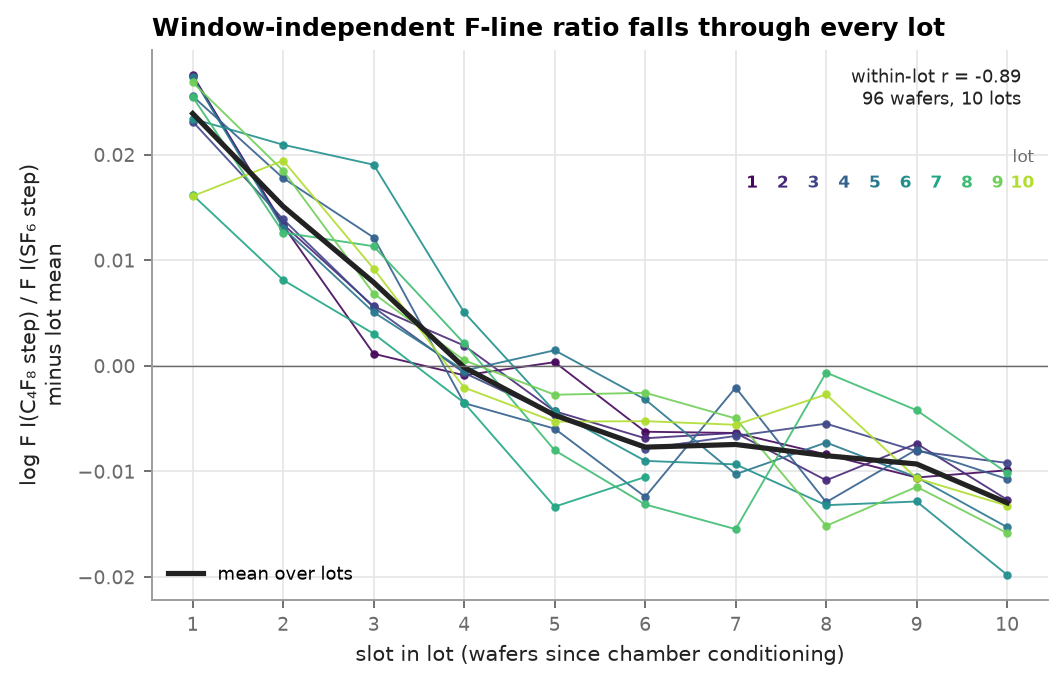 Window-independent F-line ratio falls through every lot
within-lot r = -0.89
96 wafers, 10 lots
lot
1 2 3 4 5 6 7 8 9 10
log F I(C₄F₈ step) / F I(SF₆ step)
minus lot mean
0.02
0.01
0.00
−0.01
−0.02
mean over lots
1 2 3 4 5 6 7 8 9 10
slot in lot (wafers since chamber conditioning)